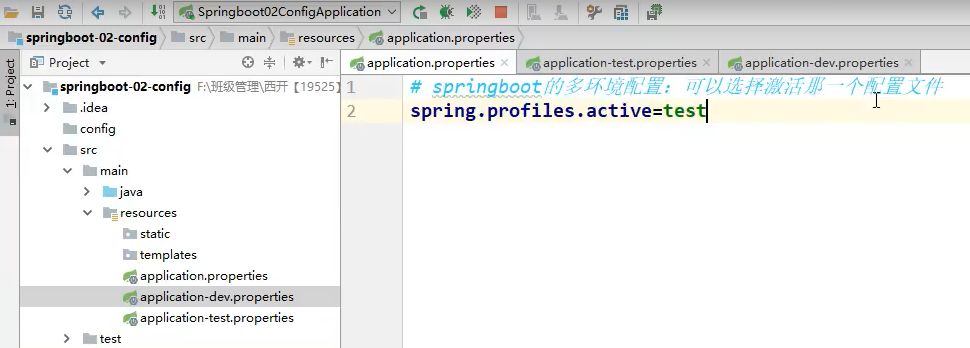 Springboot02ConfigApplication
springboot-02-config src main resources application.properties
1: Project
Project
application.properties application-test.properties application-dev.properties
springboot-02-config F:\班级管理\西开【19525】
.idea
config
src
main
java
resources
static
templates
application.properties
application-dev.properties
application-test.properties
test
1 # springboot的多环境配置：可以选择激活那一个配置文件
2 spring.profiles.active=test